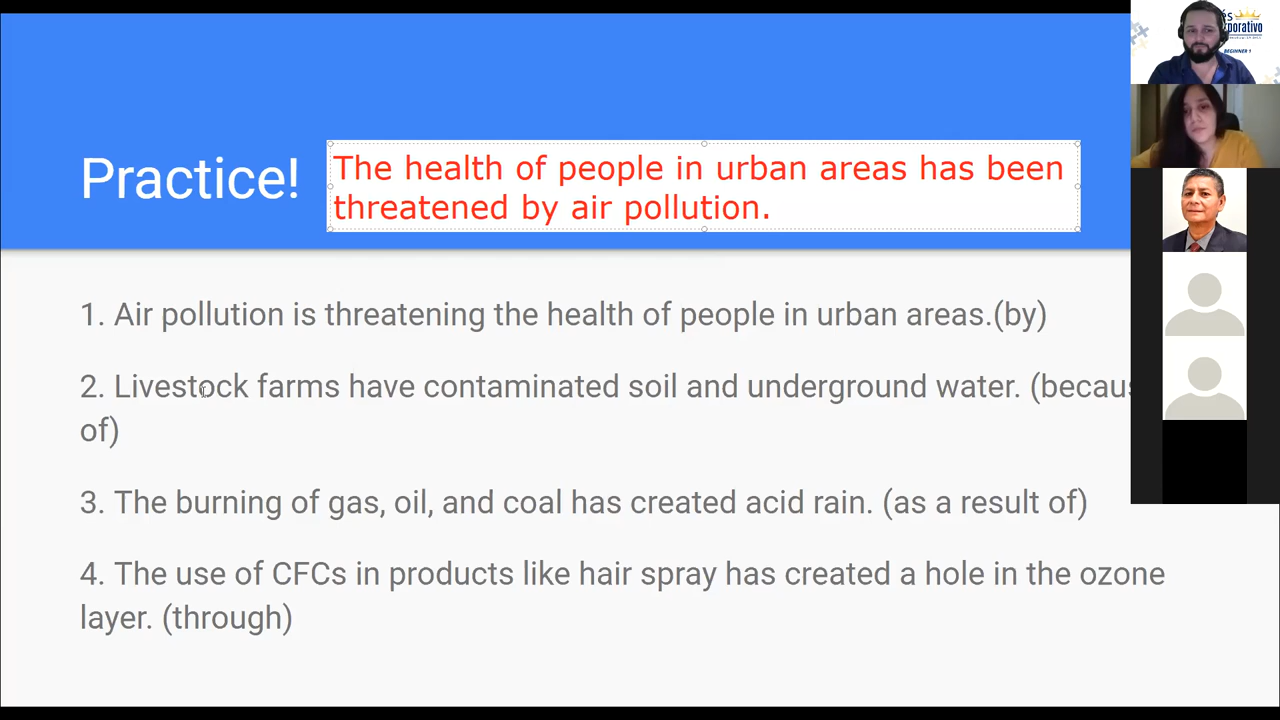 Practice!
The health of people in urban areas has been
threatened by air pollution.
1. Air pollution is threatening the health of people in urban areas.(by)
2. Livestock farms have contaminated soil and underground water.
of)
3. The burning of gas, oil, and coal has created acid rain. (as a result of)
4. The use of CFCs in products like hair spray has created a hole in the ozone
layer. (through)
BEGINNER 1